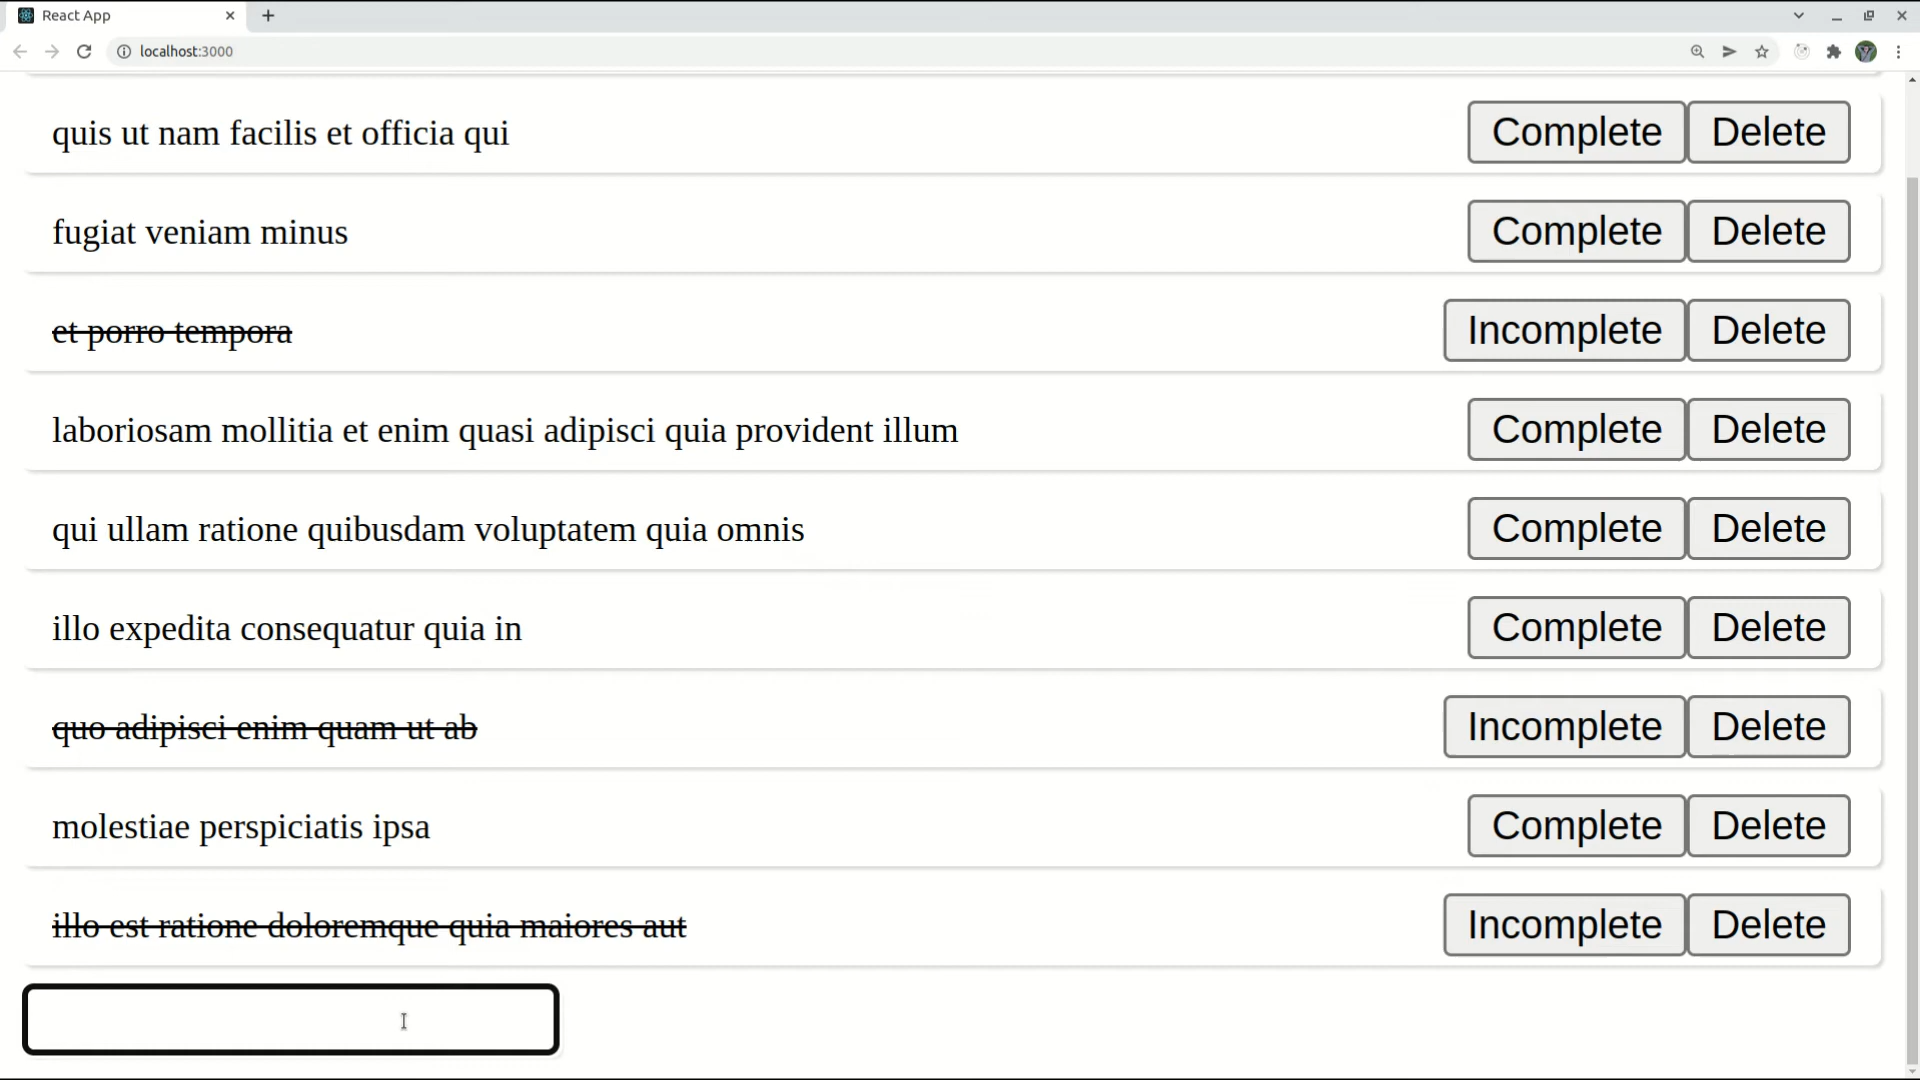 React App
localhost:3000
quis ut nam facilis et officia qui Complete Delete
fugiat veniam minus Complete Delete
et porro tempora Incomplete Delete
laboriosam mollitia et enim quasi adipisci quia provident illum Complete Delete
qui ullam ratione quibusdam voluptatem quia omnis Complete Delete
illo expedita consequatur quia in Complete Delete
quo adipisci enim quam ut ab Incomplete Delete
molestiae perspiciatis ipsa Complete Delete
illo est ratione doloremque quia maiores aut Incomplete Delete